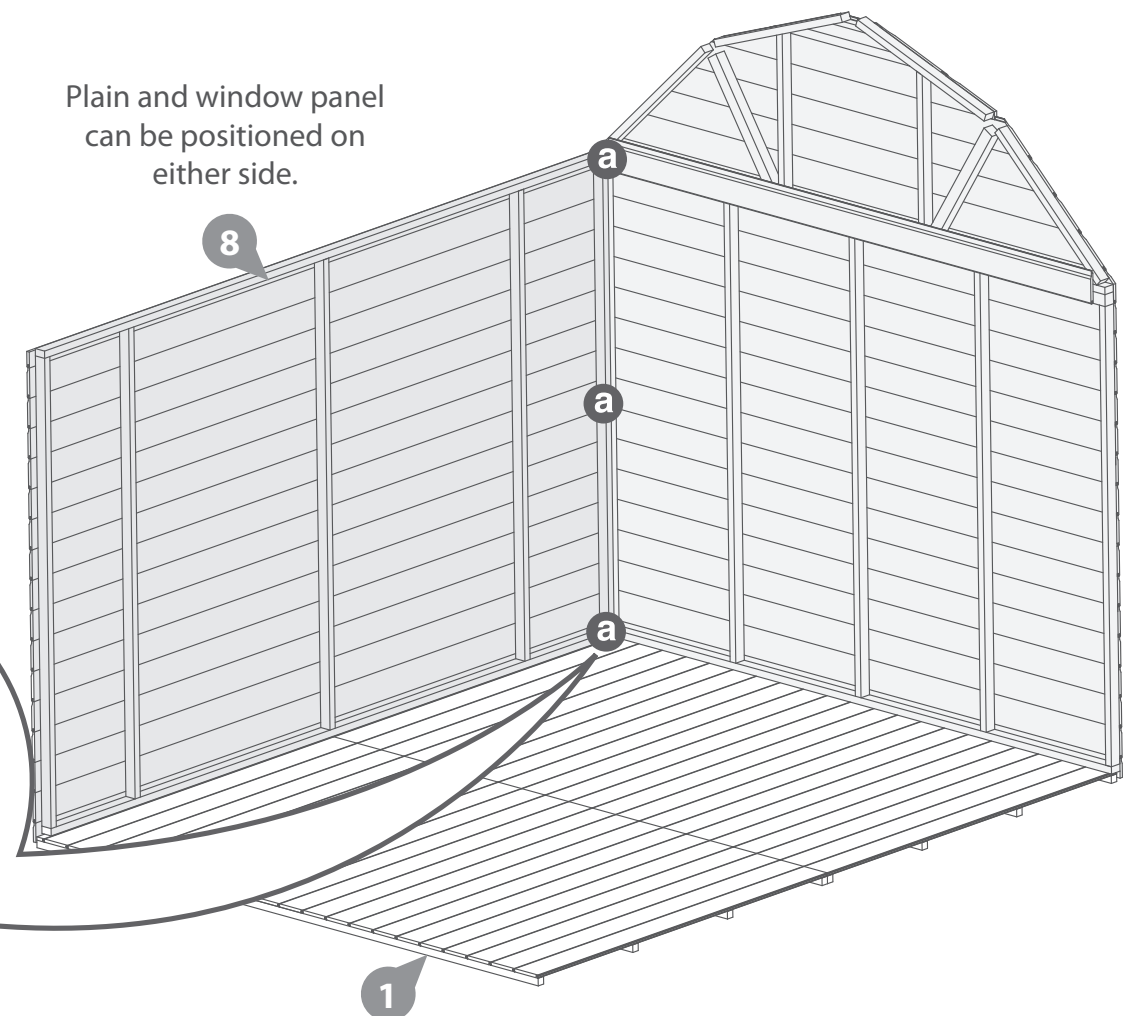 Plain and window panel
can be positioned on
either side.
8
a
a
a
1